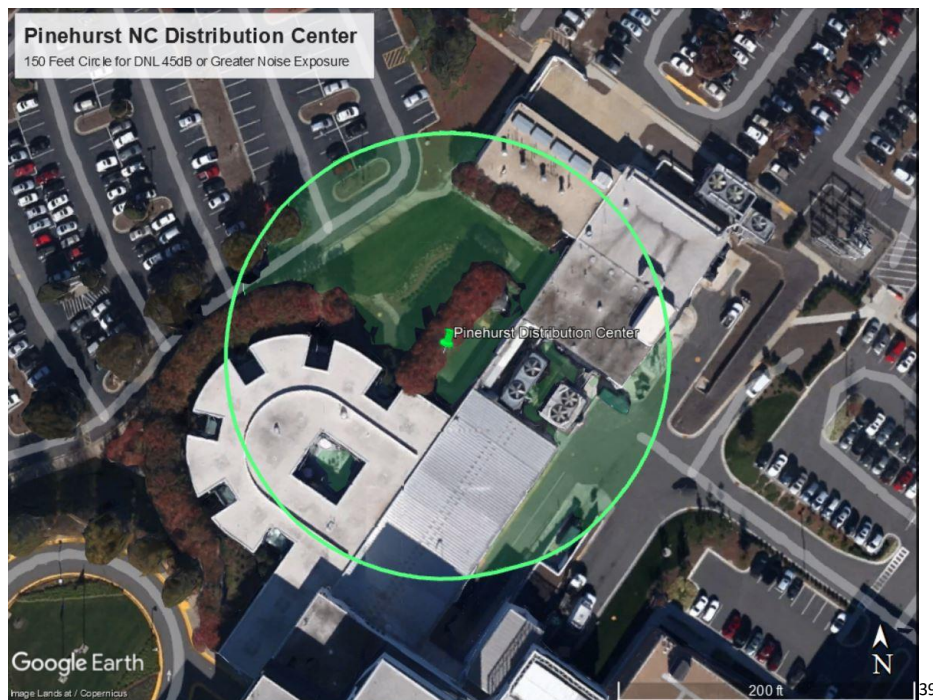 Pinehurst NC Distribution Center
150 Feet Circle for DNL 45dB or Greater Noise Exposure
Pinehurst Distribution Center
Google Earth
Image Landsat / Copernicus
N
200 ft
39